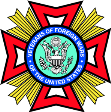 VETERANS OF FOREIGN WARS
OF THE UNITED STATES